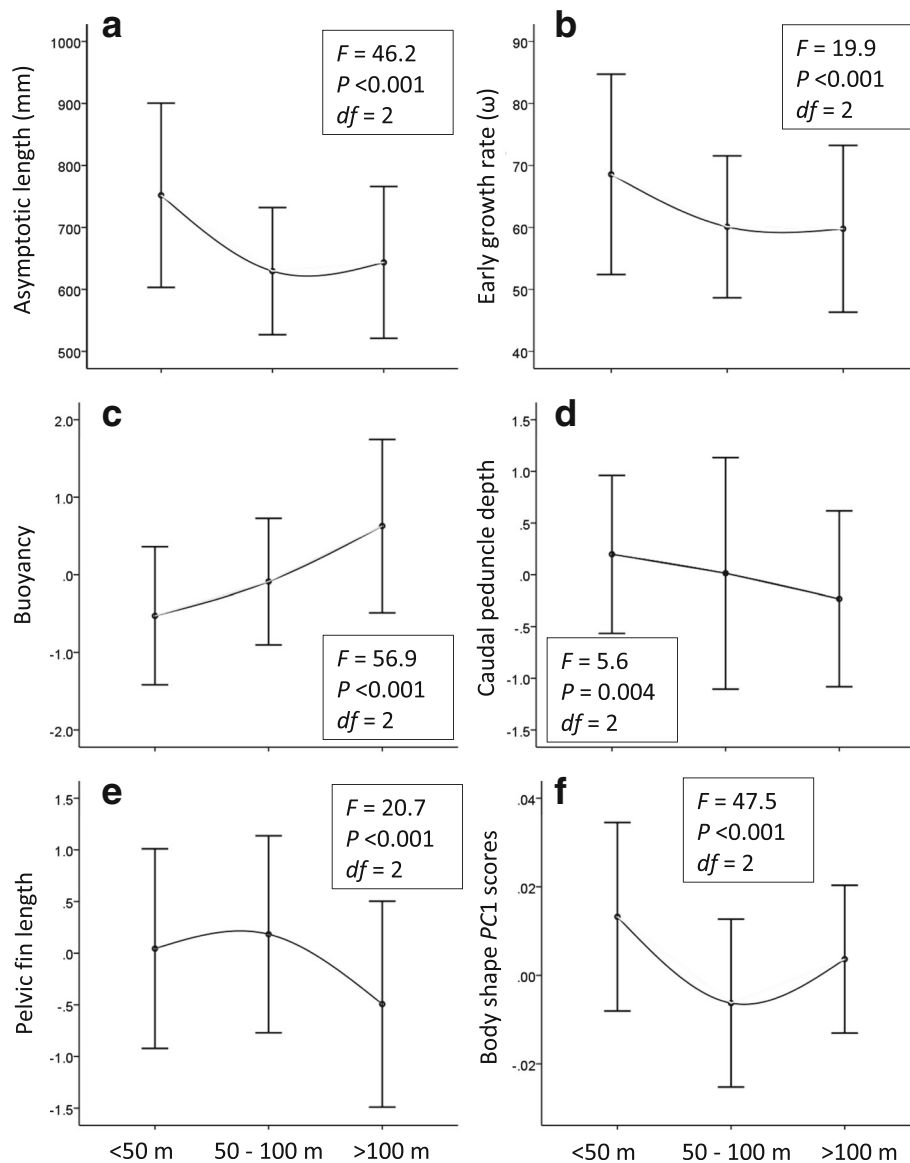 a
Asymptotic length (mm)
1000
900
800
700
600
500
F = 46.2
P <0.001
df = 2
b
Early growth rate (ω)
90
80
70
60
50
40
F = 19.9
P <0.001
df = 2
c
Buoyancy
2.0
1.0
.0
-1.0
-2.0
F = 56.9
P <0.001
df = 2
d
Caudal peduncle depth
1.5
1.0
.5
.0
-.5
-1.0
-1.5
F = 5.6
P = 0.004
df = 2
e
Pelvic fin length
1.5
1.0
.5
.0
-.5
-1.0
-1.5
F = 20.7
P <0.001
df = 2
<50 m 50 - 100 m >100 m
f
Body shape PC1 scores
.04
.02
.00
-.02
F = 47.5
P <0.001
df = 2
<50 m 50 - 100 m >100 m